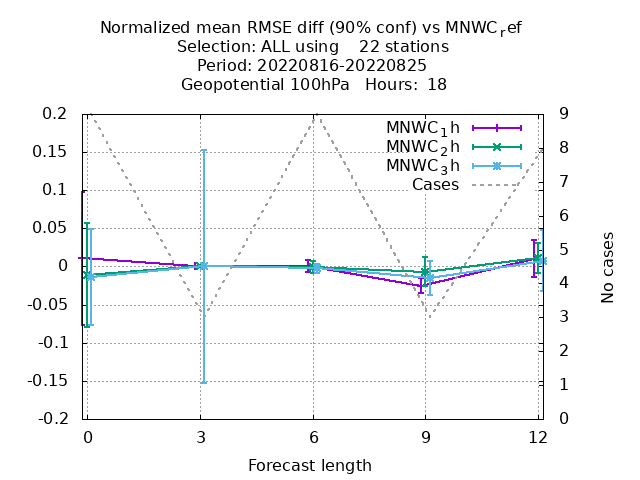 Normalized mean RMSE diff (90% conf) vs MNWC_ref
Selection: ALL using 22 stations
Period: 20220816-20220825
Geopotential 100hPa Hours: 18
MNWC_1h
MNWC_2h
MNWC_3h
Cases
0.2
0.15
0.1
0.05
0
-0.05
-0.1
-0.15
-0.2
9
8
7
6
5
4
3
2
1
0
No cases
0 3 6 9 12
Forecast length